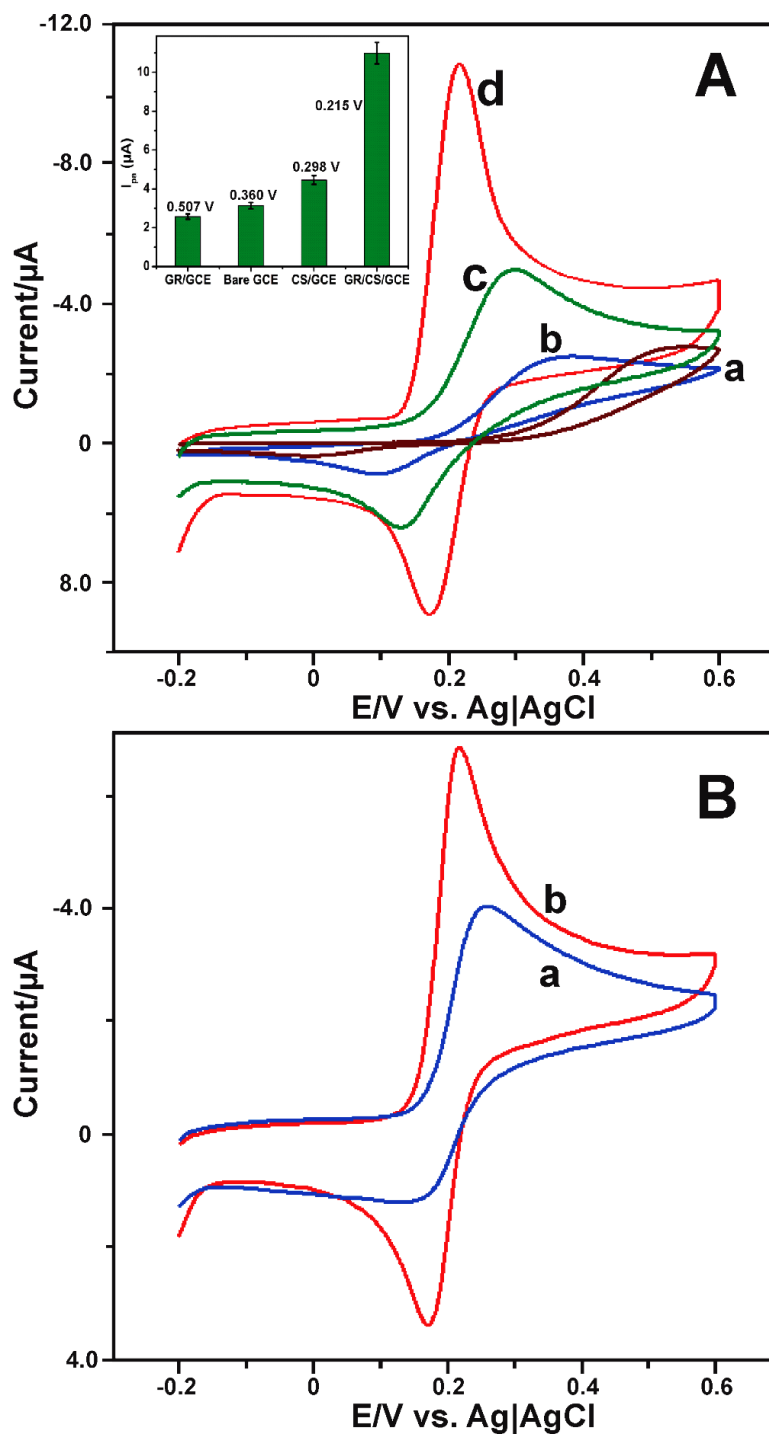 -12.0
-8.0
-4.0
0
8.0
Current/µA
A
d
c
b
a
10
8
6
4
2
0
I_pa (µA)
0.507 V
0.360 V
0.298 V
0.215 V
GR/GCE Bare GCE CS/GCE GR/CS/GCE
-0.2 0 0.2 0.4 0.6
E/V vs. Ag|AgCl
B
-4.0
0
4.0
Current/µA
b
a
-0.2 0 0.2 0.4 0.6
E/V vs. Ag|AgCl